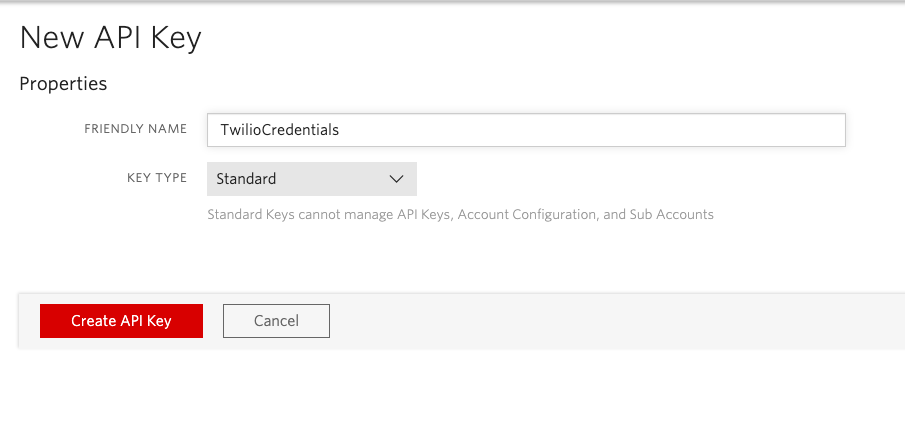 New API Key
Properties
FRIENDLY NAME TwilioCredentials
KEY TYPE Standard
Standard Keys cannot manage API Keys, Account Configuration, and Sub Accounts
Create API Key Cancel